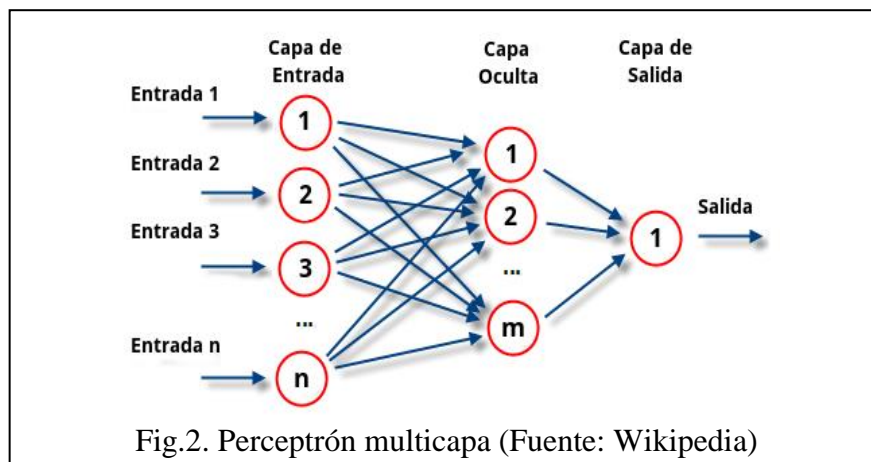 Capa de
Entrada
Capa
Oculta
Capa de
Salida
Entrada 1
Entrada 2
Entrada 3
Entrada n
1
2
3
...
n
1
2
...
m
1
Salida
Fig.2. Perceptrón multicapa (Fuente: Wikipedia)